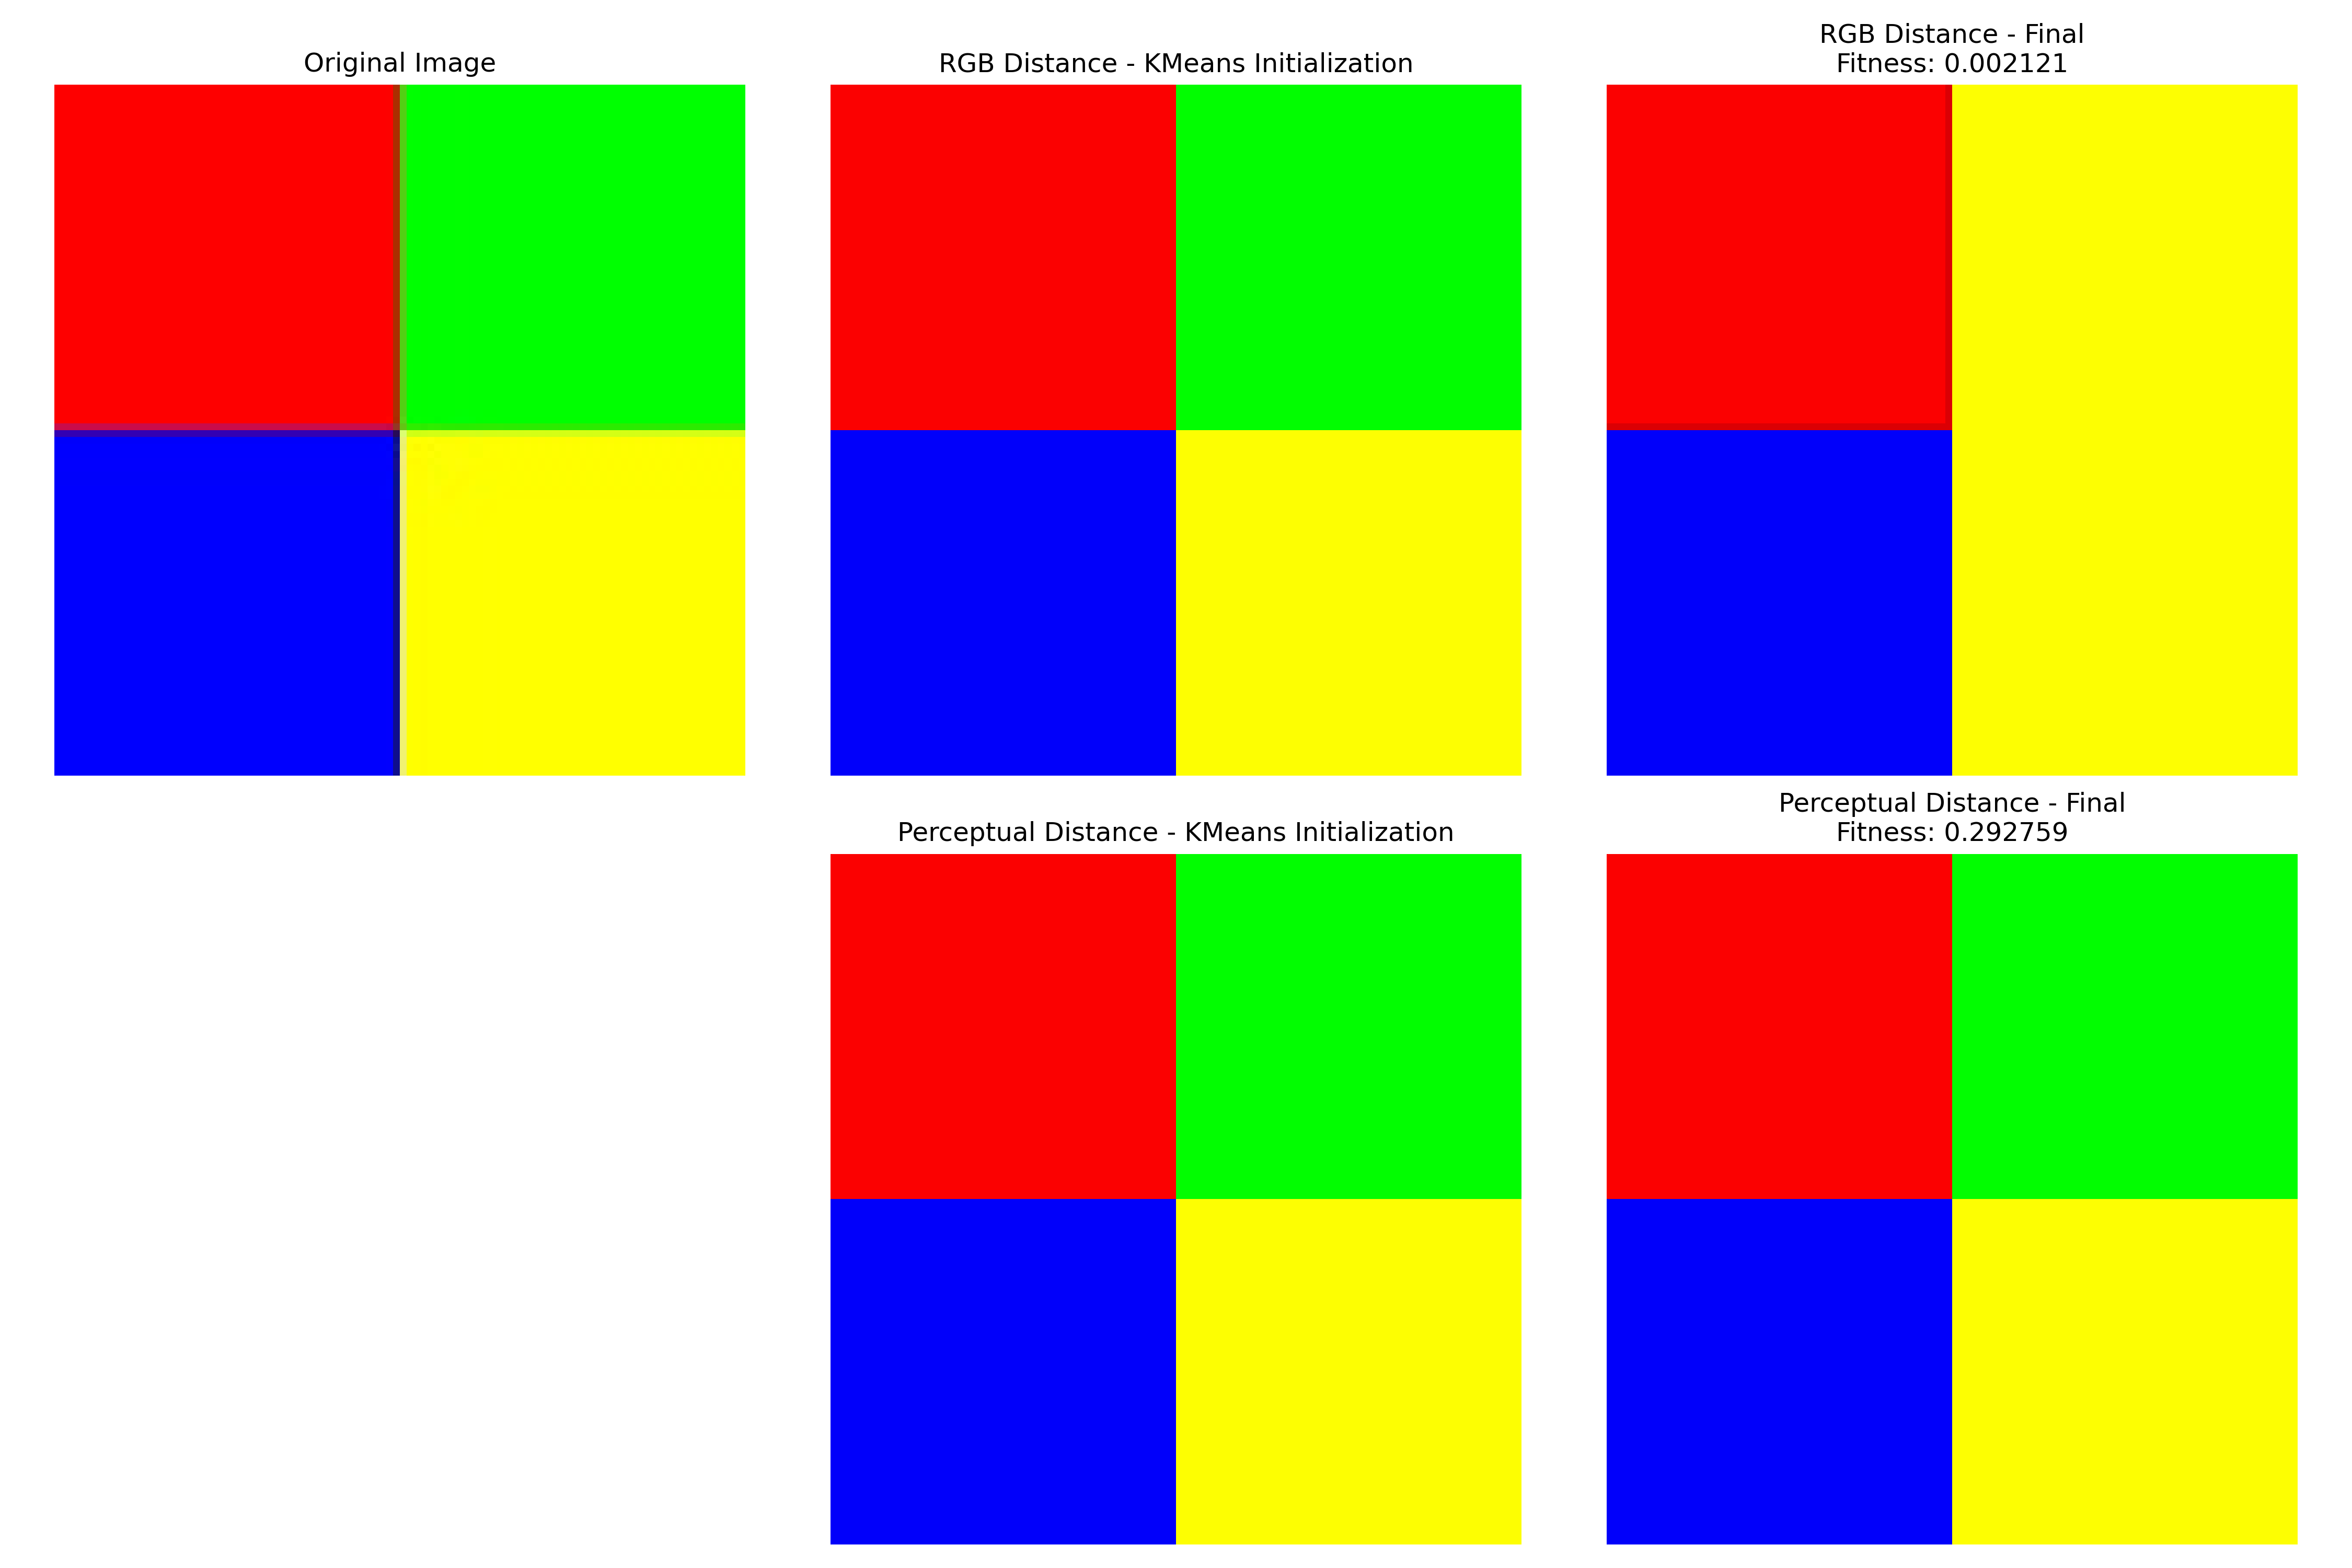 Original Image
RGB Distance - KMeans Initialization
RGB Distance - Final
Fitness: 0.002121
Perceptual Distance - KMeans Initialization
Perceptual Distance - Final
Fitness: 0.292759